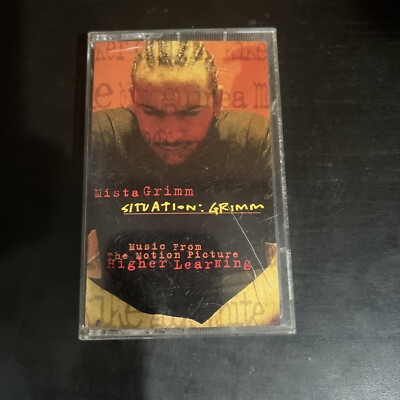 Mista Grimm
SITUATION: GRIMM
Music From
The Motion Picture
Higher Learning